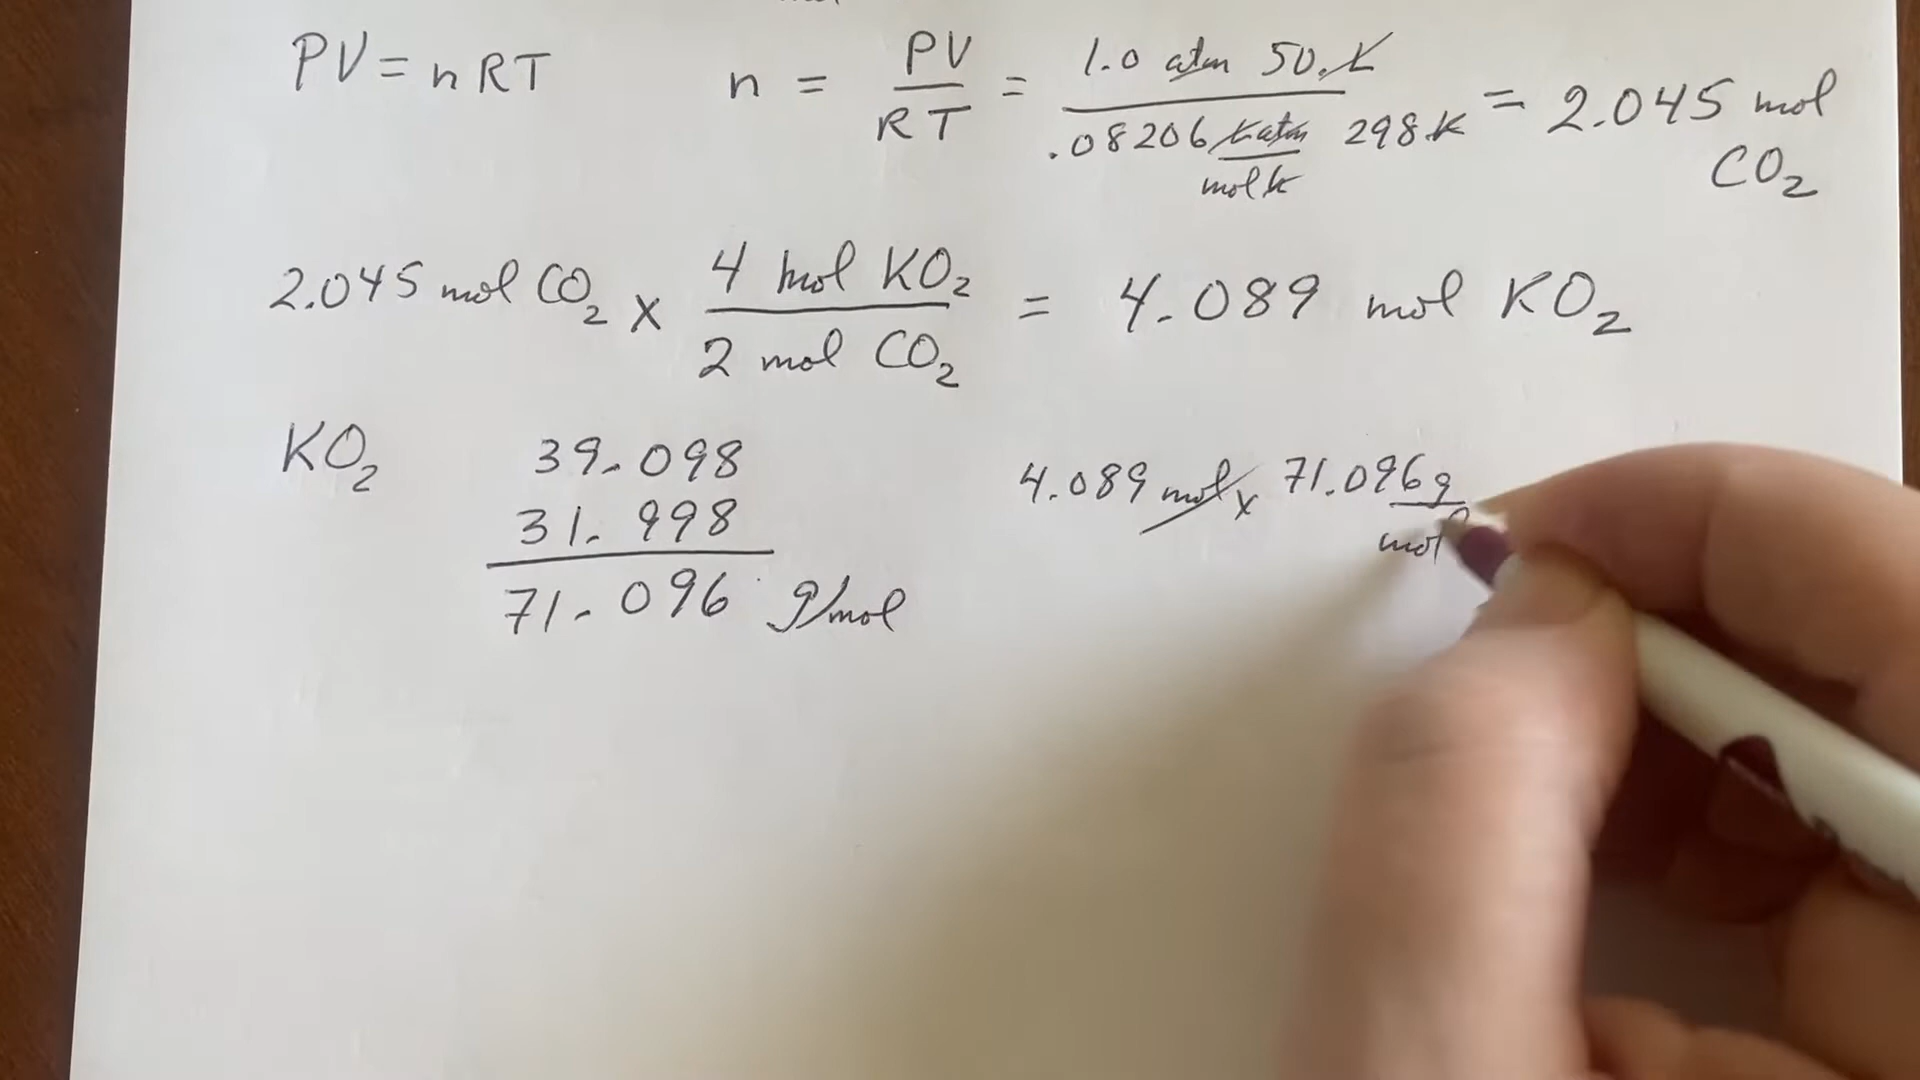 PV = nRT n = PV / RT = 1.0 atm 50. L / .08206 L atm / mol K 298 K = 2.045 mol CO₂
2.045 mol CO₂ x 4 mol KO₂ / 2 mol CO₂ = 4.089 mol KO₂
KO₂ 39.098
31.998
71.096 g/mol
4.089 mol x 71.096 g / mol